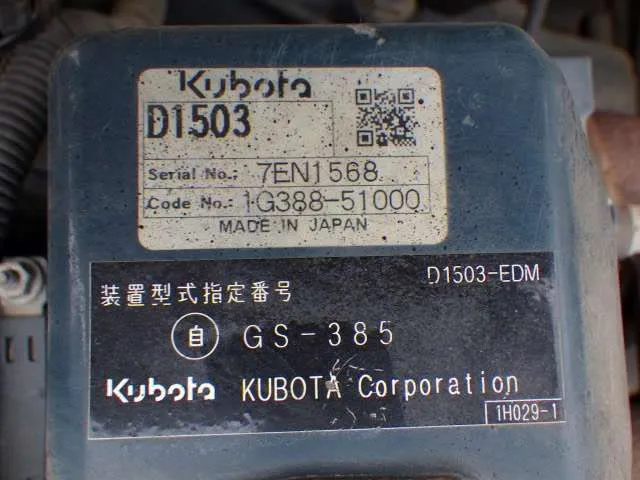 Kubota
D1503
Serial No.: 7EN1568
Code No.: 1G388-51000
MADE IN JAPAN
D1503-EDM
装置型式指定番号
自 GS-385
Kubota KUBOTA Corporation
1H029-1